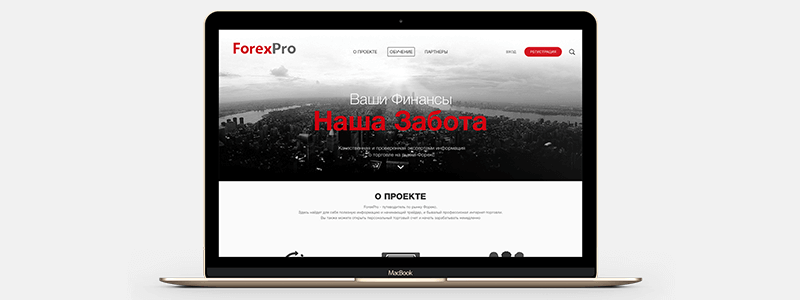 ForexPro
О ПРОЕКТЕ ОБУЧЕНИЕ ПАРТНЕРЫ ВХОД РЕГИСТРАЦИЯ
Ваши Финансы
Наша Забота
Качественная и проверенная экспертами информация
о торговле на рынке Форекс
О ПРОЕКТЕ
ForexPro - путеводитель по рынку Форекс.
Здесь найдет для себя полезную информацию и начинающий трейдер, и бывалый профессионал интернет-торговли.
Вы также можете открыть персональный торговый счет и начать зарабатывать немедленно
MacBook